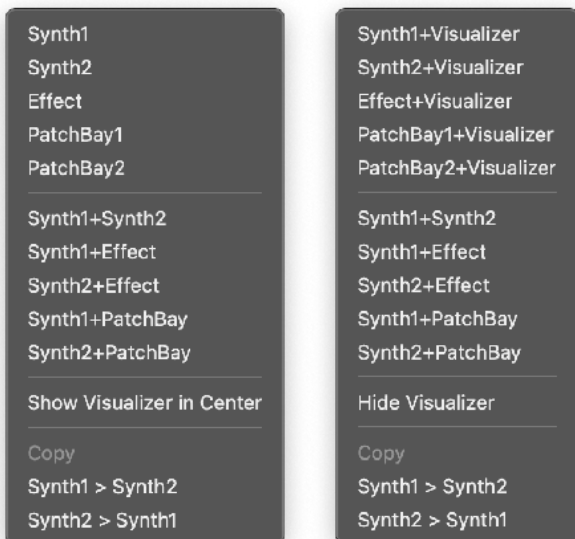 Synth1
Synth2
Effect
PatchBay1
PatchBay2
Synth1+Synth2
Synth1+Effect
Synth2+Effect
Synth1+PatchBay
Synth2+PatchBay
Show Visualizer in Center
Copy
Synth1 > Synth2
Synth2 > Synth1
Synth1+Visualizer
Synth2+Visualizer
Effect+Visualizer
PatchBay1+Visualizer
PatchBay2+Visualizer
Synth1+Synth2
Synth1+Effect
Synth2+Effect
Synth1+PatchBay
Synth2+PatchBay
Hide Visualizer
Copy
Synth1 > Synth2
Synth2 > Synth1